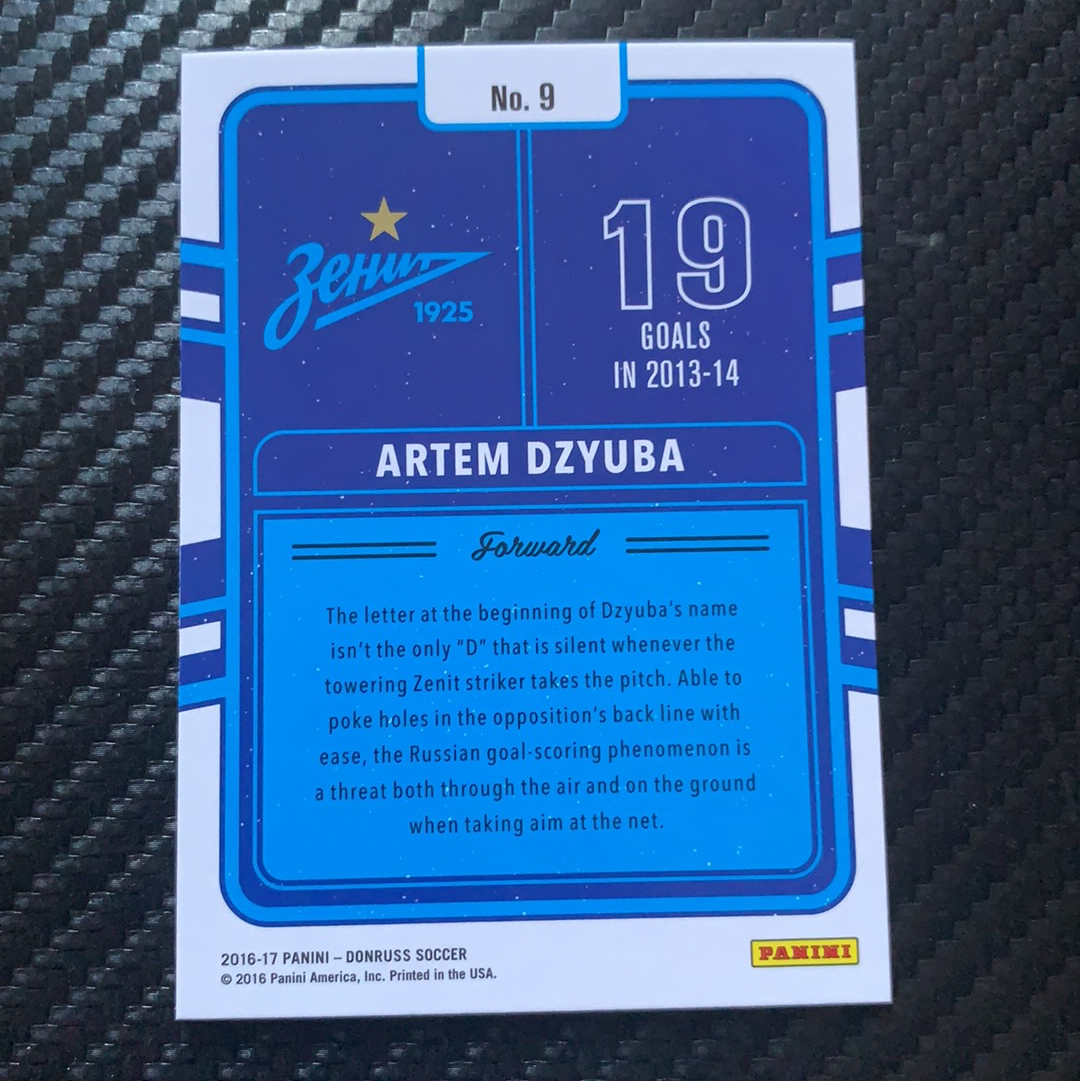 No. 9
Зенит
1925
19
GOALS
IN 2013-14
ARTEM DZYUBA
Forward
The letter at the beginning of Dzyuba's name
isn't the only "D" that is silent whenever the
towering Zenit striker takes the pitch. Able to
poke holes in the opposition's back line with
ease, the Russian goal-scoring phenomenon is
a threat both through the air and on the ground
when taking aim at the net.
2016-17 PANINI – DONRUSS SOCCER
© 2016 Panini America, Inc. Printed in the USA.
PANINI